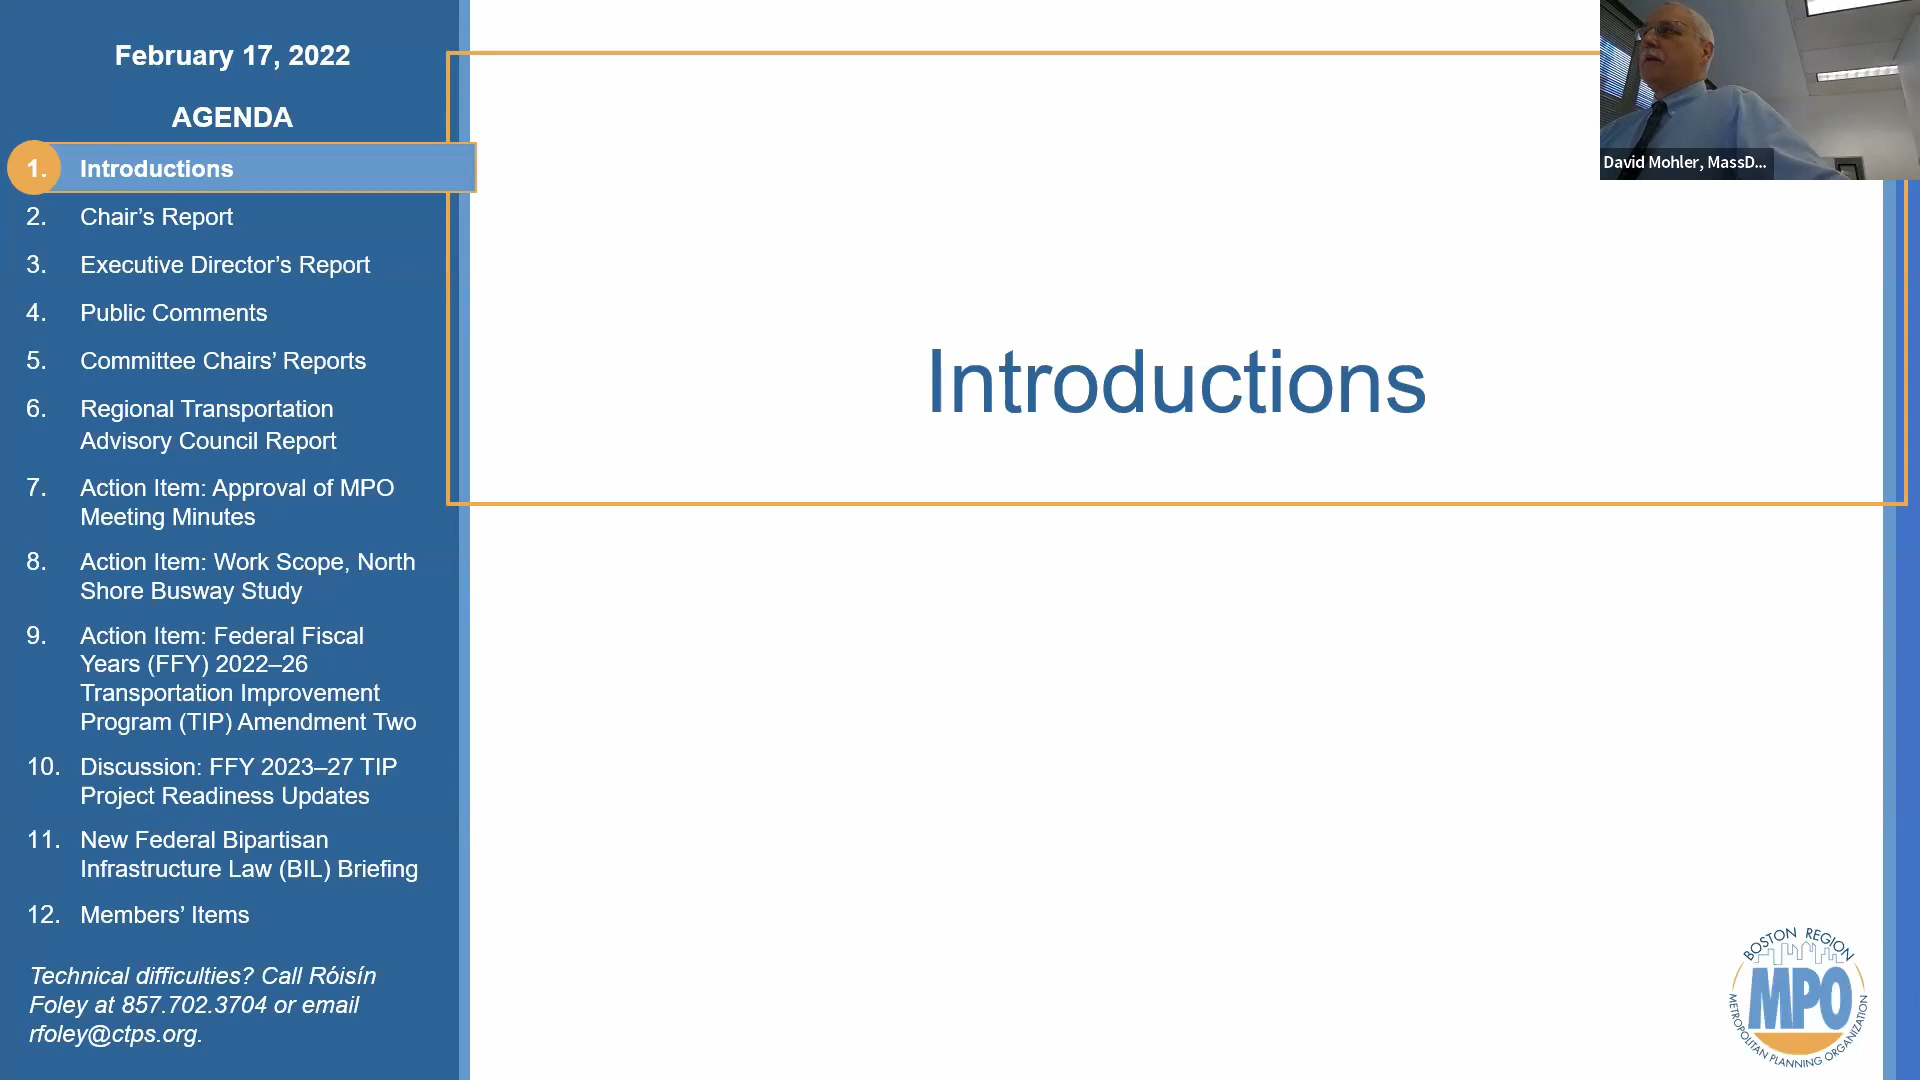 February 17, 2022
AGENDA
1. Introductions
2. Chair’s Report
3. Executive Director’s Report
4. Public Comments
5. Committee Chairs’ Reports
6. Regional Transportation
Advisory Council Report
7. Action Item: Approval of MPO
Meeting Minutes
8. Action Item: Work Scope, North
Shore Busway Study
9. Action Item: Federal Fiscal
Years (FFY) 2022–26
Transportation Improvement
Program (TIP) Amendment Two
10. Discussion: FFY 2023–27 TIP
Project Readiness Updates
11. New Federal Bipartisan
Infrastructure Law (BIL) Briefing
12. Members’ Items
Technical difficulties? Call Róisín
Foley at 857.702.3704 or email
rfoley@ctps.org.
Introductions
David Mohler, MassD...
BOSTON REGION
MPO
METROPOLITAN PLANNING ORGANIZATION